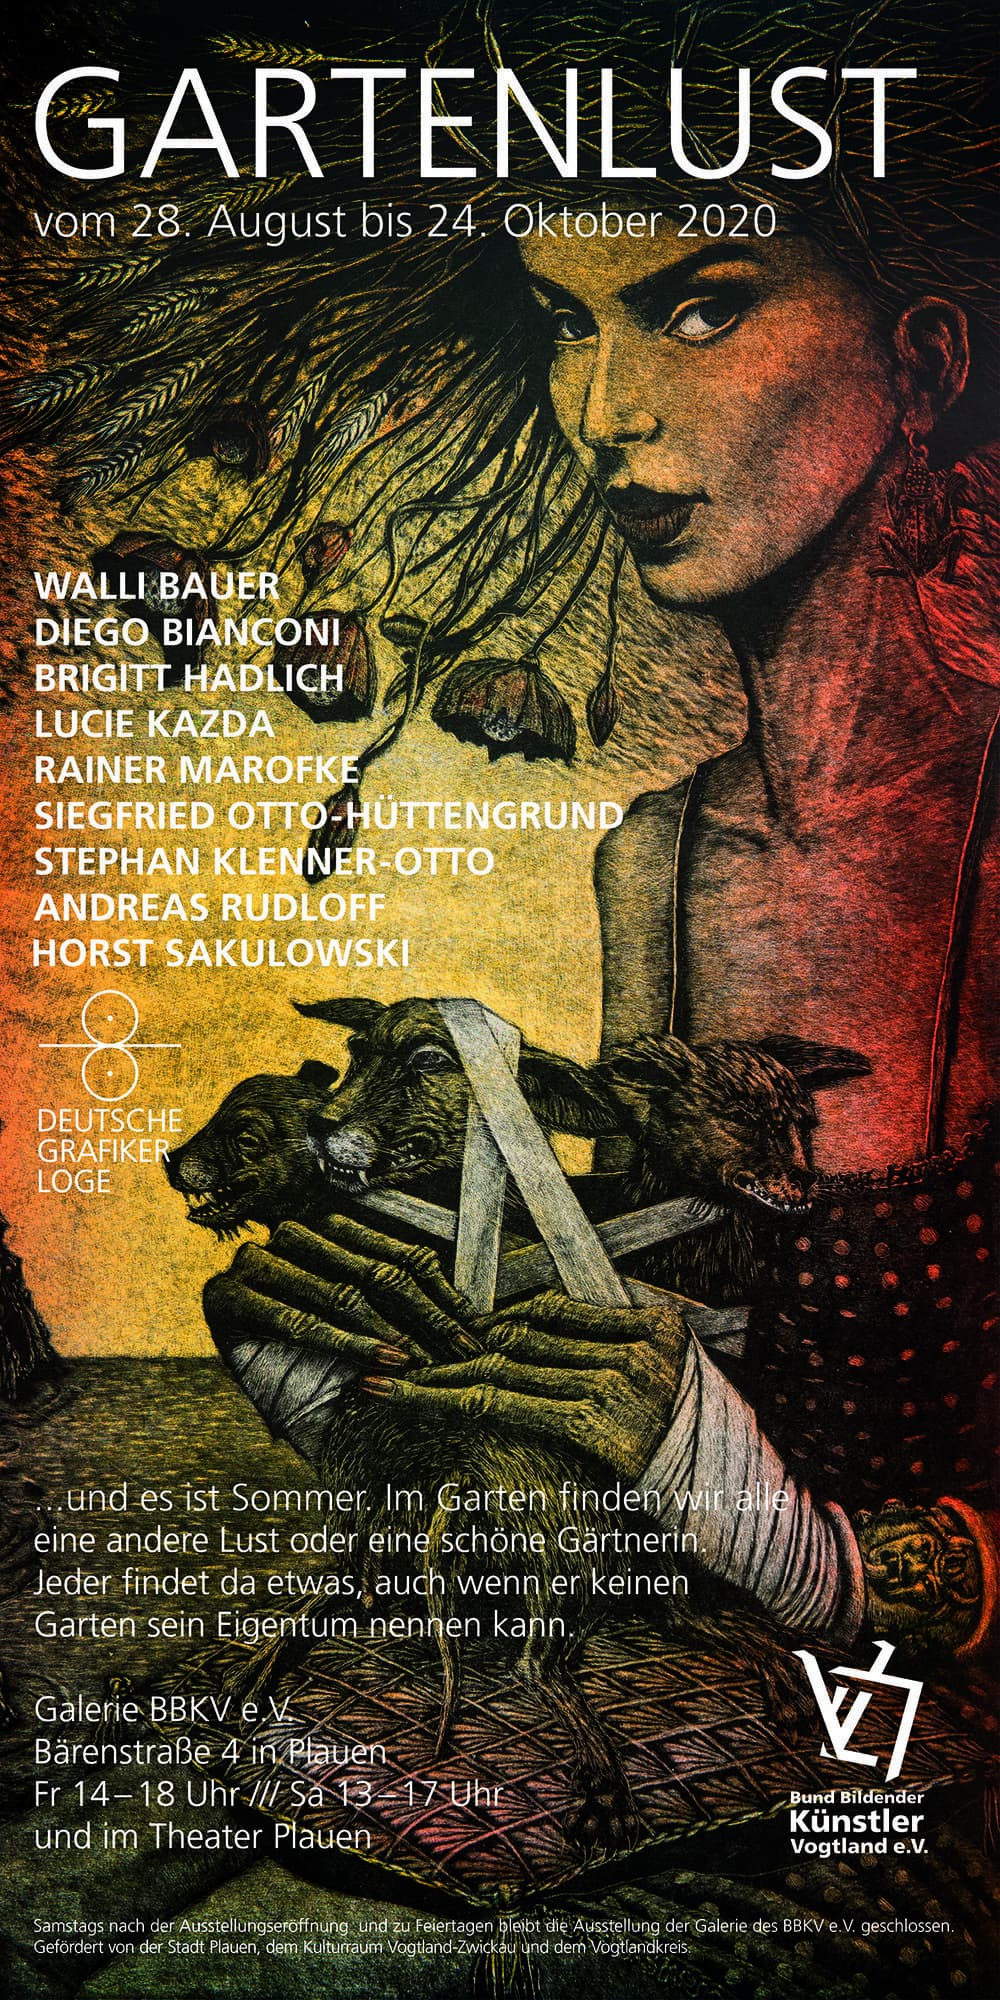 GARTENLUST
vom 28. August bis 24. Oktober 2020
WALLI BAUER
DIEGO BIANCONI
BRIGITT HADLICH
LUCIE KAZDA
RAINER MAROFKE
SIEGFRIED OTTO-HÜTTENGRUND
STEPHAN KLENNER-OTTO
ANDREAS RUDLOFF
HORST SAKULOWSKI
DEUTSCHE
GRAFIKER
LOGE
...und es ist Sommer. Im Garten finden wir alle
eine andere Lust oder eine schöne Gärtnerin.
Jeder findet da etwas, auch wenn er keinen
Garten sein Eigentum nennen kann.
Galerie BBKV e.V.
Bärenstraße 4 in Plauen
Fr 14–18 Uhr /// Sa 13–17 Uhr
und im Theater Plauen
Bund Bildender
Künstler
Vogtland e.V.
Samstags nach der Ausstellungseröffnung und zu Feiertagen bleibt die Ausstellung der Galerie des BBKV e.V. geschlossen.
Gefördert von der Stadt Plauen, dem Kulturraum Vogtland-Zwickau und dem Vogtlandkreis.